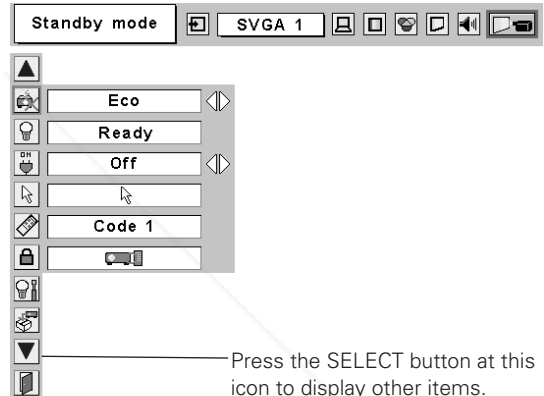 Standby mode
SVGA 1
Eco
Ready
ON
Off
Code 1
Press the SELECT button at this
icon to display other items.